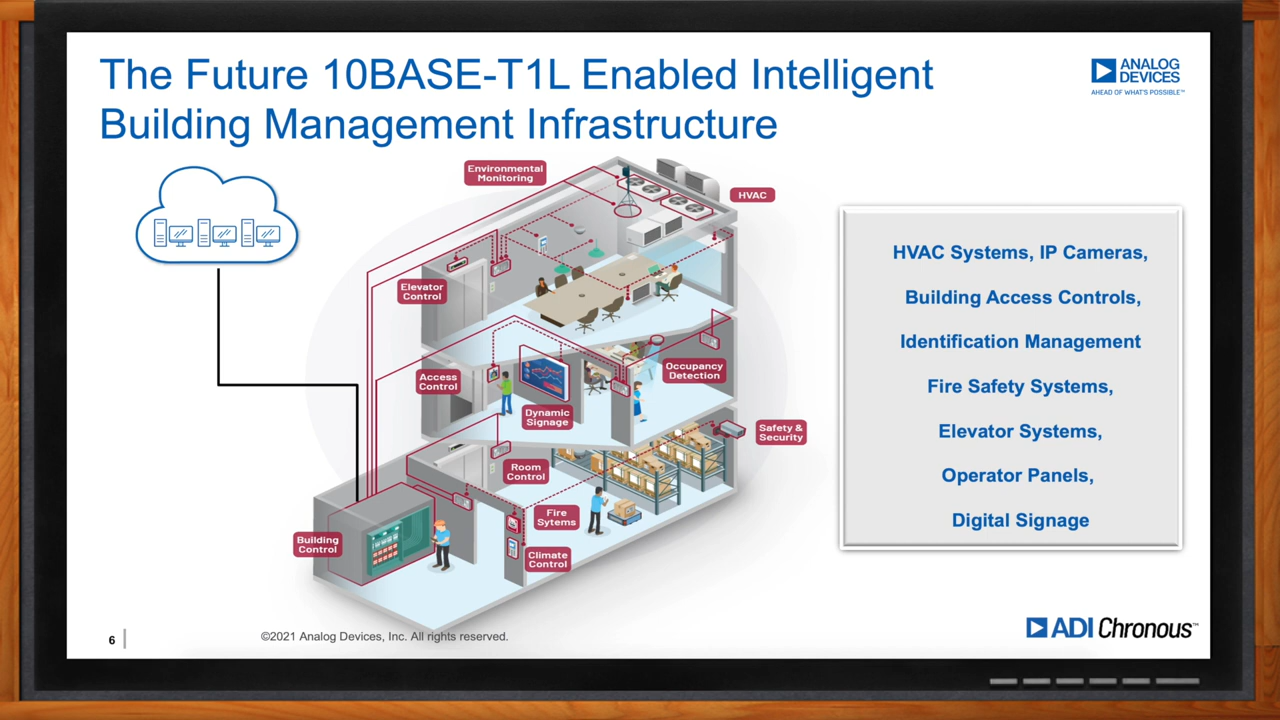 The Future 10BASE-T1L Enabled Intelligent
Building Management Infrastructure
ANALOG
DEVICES
AHEAD OF WHAT'S POSSIBLE™
Environmental
Monitoring
HVAC
Elevator
Control
Access
Control
Occupancy
Detection
Dynamic
Signage
Safety &
Security
Room
Control
Fire
Sytems
Building
Control
Climate
Control
HVAC Systems, IP Cameras,
Building Access Controls,
Identification Management
Fire Safety Systems,
Elevator Systems,
Operator Panels,
Digital Signage
6
©2021 Analog Devices, Inc. All rights reserved.
ADI Chronous™